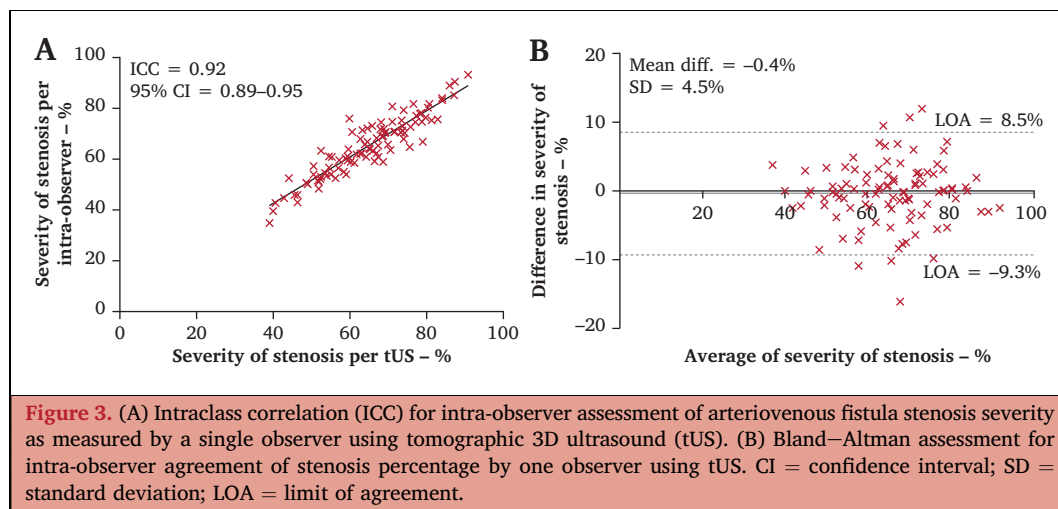 A
Severity of stenosis per
intra-observer – %
100
80
60
40
20
0
ICC = 0.92
95% CI = 0.89–0.95
0 20 40 60 80 100
Severity of stenosis per tUS – %
B
Difference in severity of
stenosis – %
20
10
0
−10
−20
Mean diff. = –0.4%
SD = 4.5%
LOA = 8.5%
20 40 60 80 100
LOA = –9.3%
Average of severity of stenosis – %
Figure 3. (A) Intraclass correlation (ICC) for intra-observer assessment of arteriovenous fistula stenosis severity
as measured by a single observer using tomographic 3D ultrasound (tUS). (B) Bland−Altman assessment for
intra-observer agreement of stenosis percentage by one observer using tUS. CI = confidence interval; SD =
standard deviation; LOA = limit of agreement.